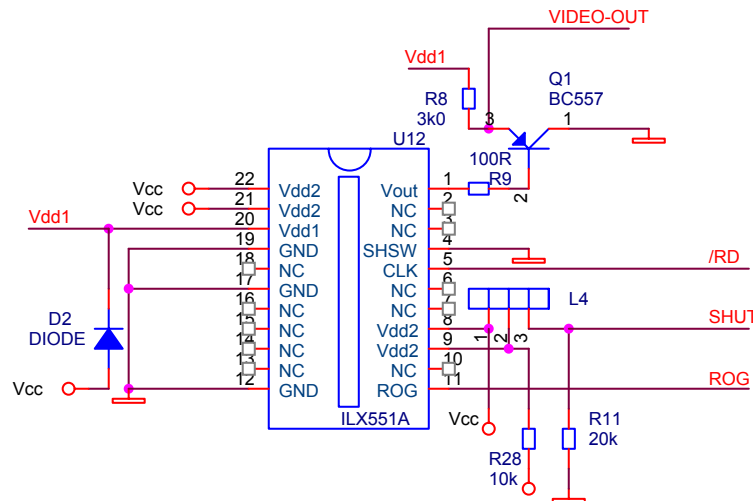 VIDEO-OUT
Vdd1
R8
3k0
3
Q1
BC557
1
U12
100R
R9
2
Vcc 22 Vdd2 Vout 1
Vcc 21 Vdd2 NC 2
Vdd1 20 Vdd1 NC 3
19 GND SHSW 4
18 NC CLK 5 /RD
17 GND NC 6
16 NC NC 7 L4
15 NC Vdd2 8 1 2 3 SHUT
14 NC Vdd2 9
13 NC NC 10
12 GND ROG 11 ROG
D2
DIODE
Vcc
ILX551A
Vcc
R11
20k
R28
10k